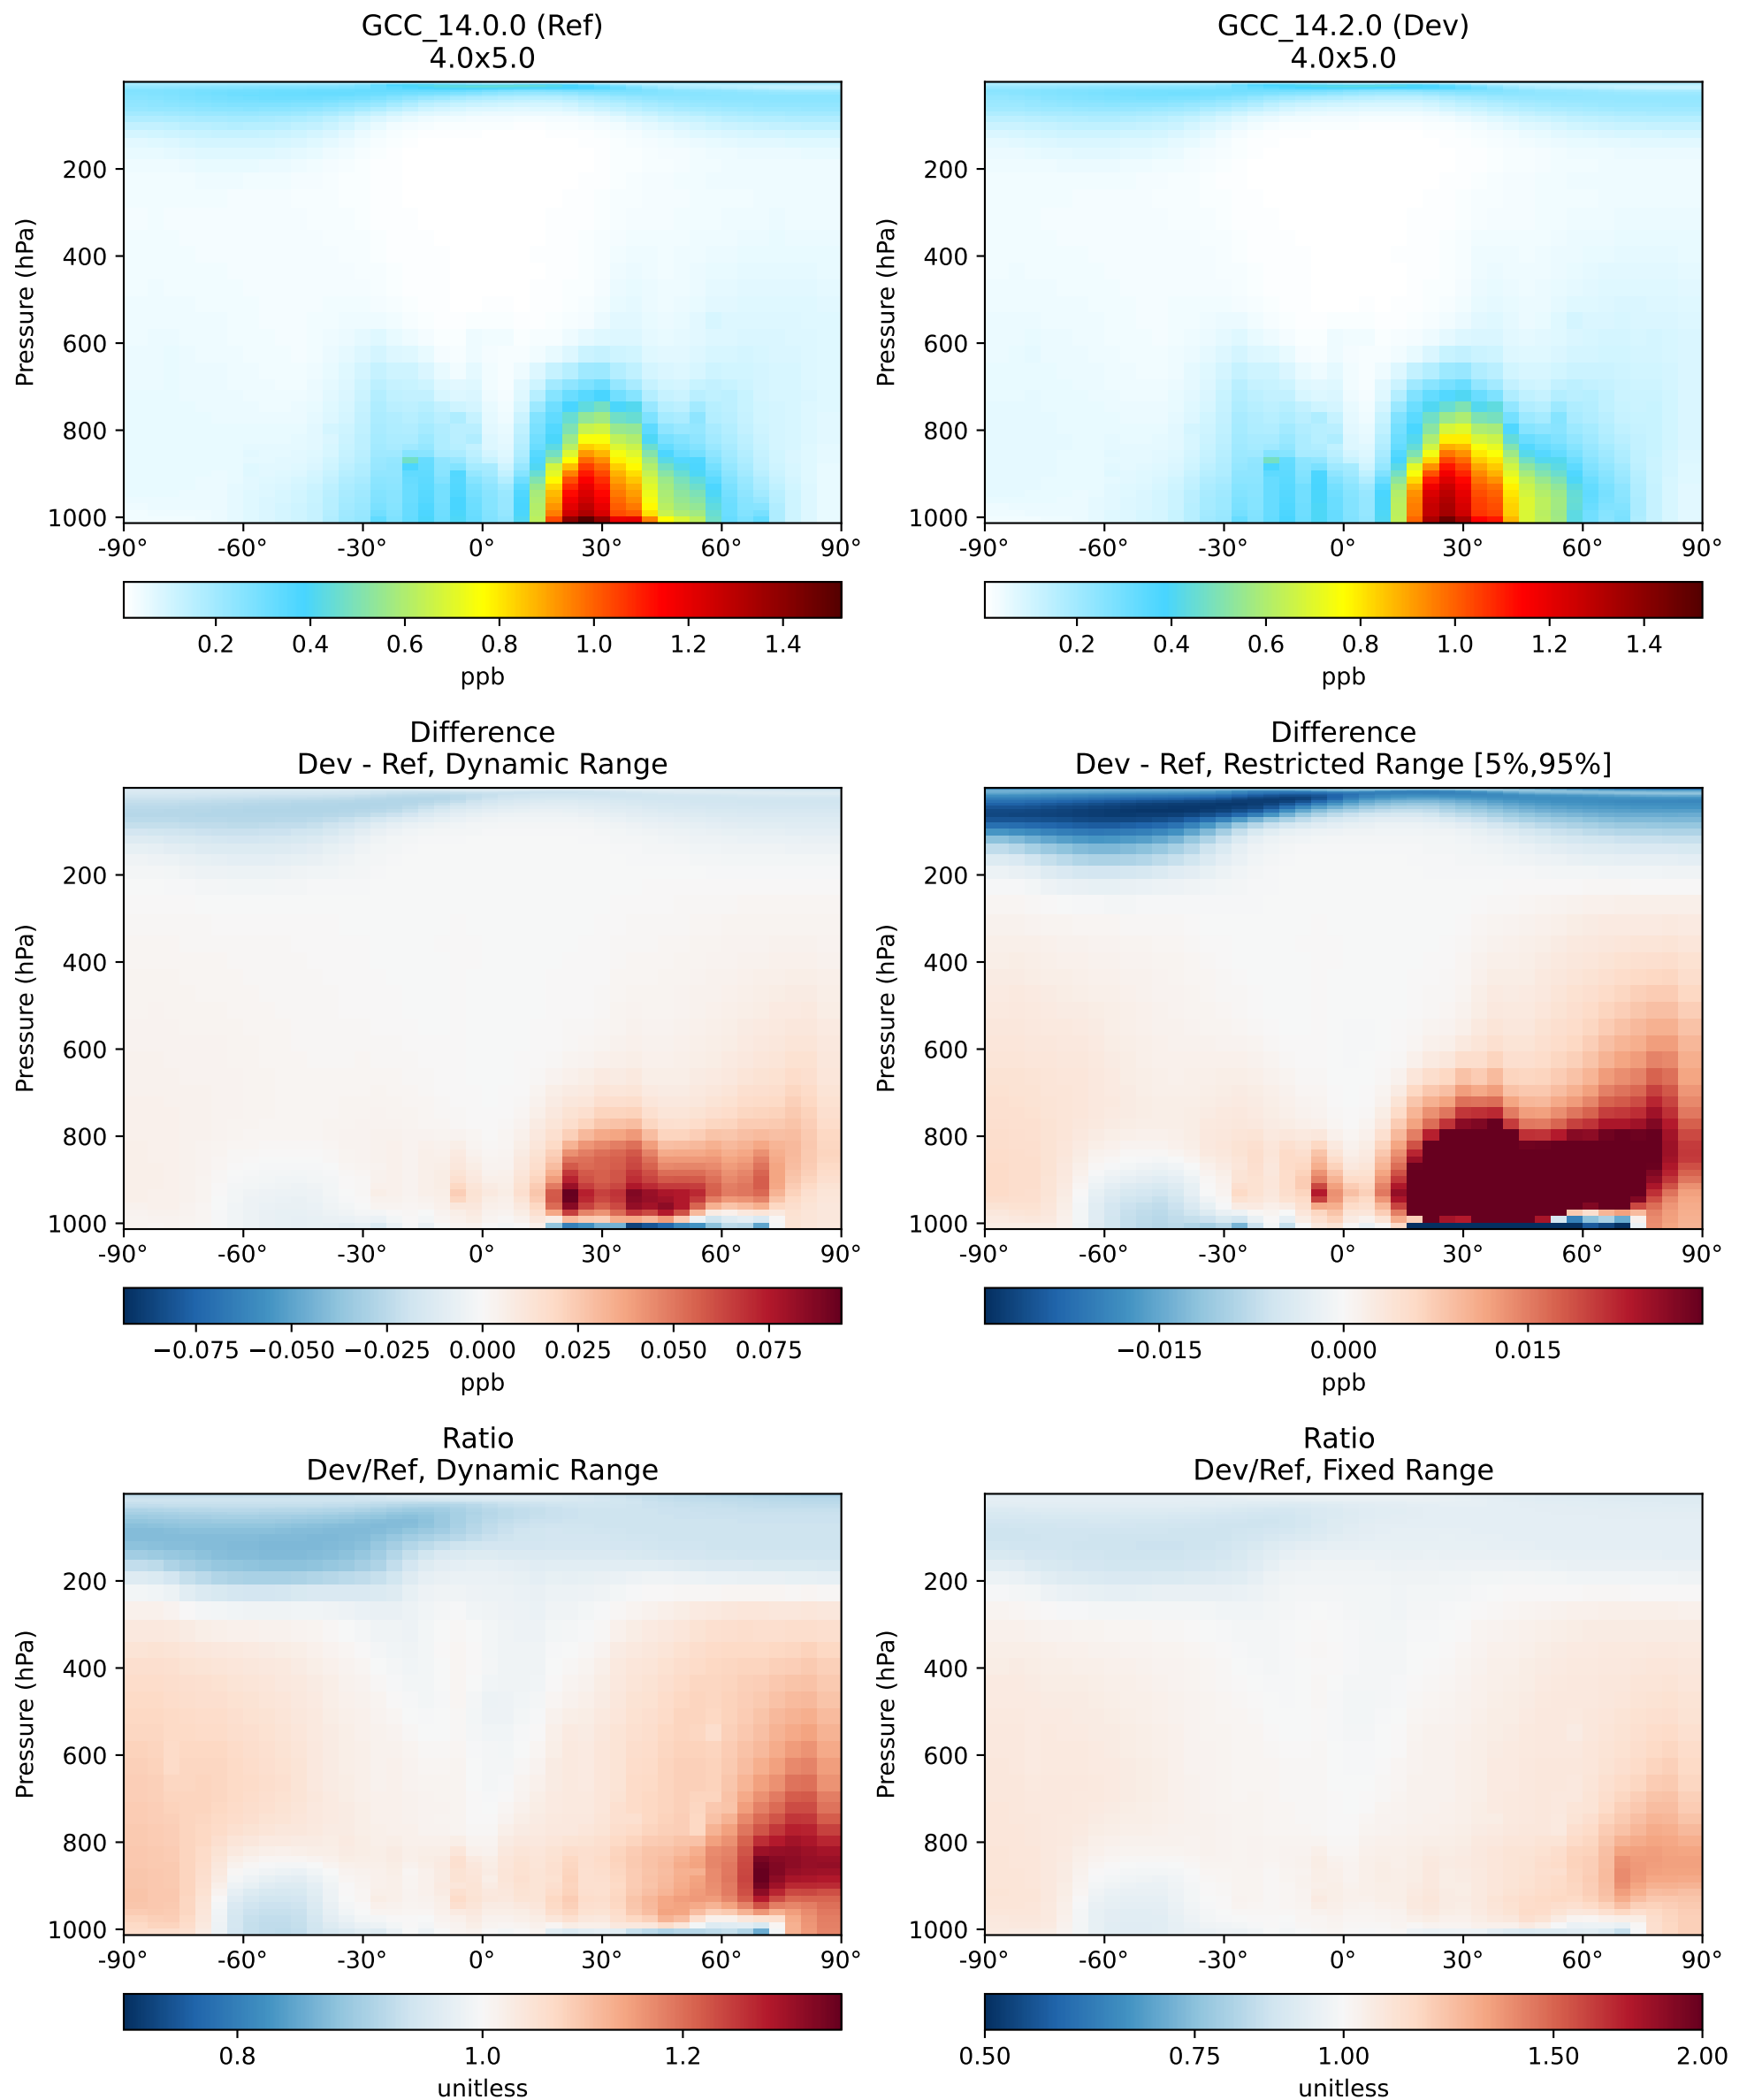 GCC_14.0.0 (Ref)
4.0x5.0
GCC_14.2.0 (Dev)
4.0x5.0
Pressure (hPa)
200
400
600
800
1000
-90° -60° -30° 0° 30° 60° 90°
Pressure (hPa)
200
400
600
800
1000
-90° -60° -30° 0° 30° 60° 90°
0.2 0.4 0.6 0.8 1.0 1.2 1.4
ppb
0.2 0.4 0.6 0.8 1.0 1.2 1.4
ppb
Difference
Dev - Ref, Dynamic Range
Difference
Dev - Ref, Restricted Range [5%,95%]
Pressure (hPa)
200
400
600
800
1000
-90° -60° -30° 0° 30° 60° 90°
Pressure (hPa)
200
400
600
800
1000
-90° -60° -30° 0° 30° 60° 90°
−0.075 −0.050 −0.025 0.000 0.025 0.050 0.075
ppb
−0.015 0.000 0.015
ppb
Ratio
Dev/Ref, Dynamic Range
Ratio
Dev/Ref, Fixed Range
Pressure (hPa)
200
400
600
800
1000
-90° -60° -30° 0° 30° 60° 90°
Pressure (hPa)
200
400
600
800
1000
-90° -60° -30° 0° 30° 60° 90°
0.8 1.0 1.2
unitless
0.50 0.75 1.00 1.50 2.00
unitless